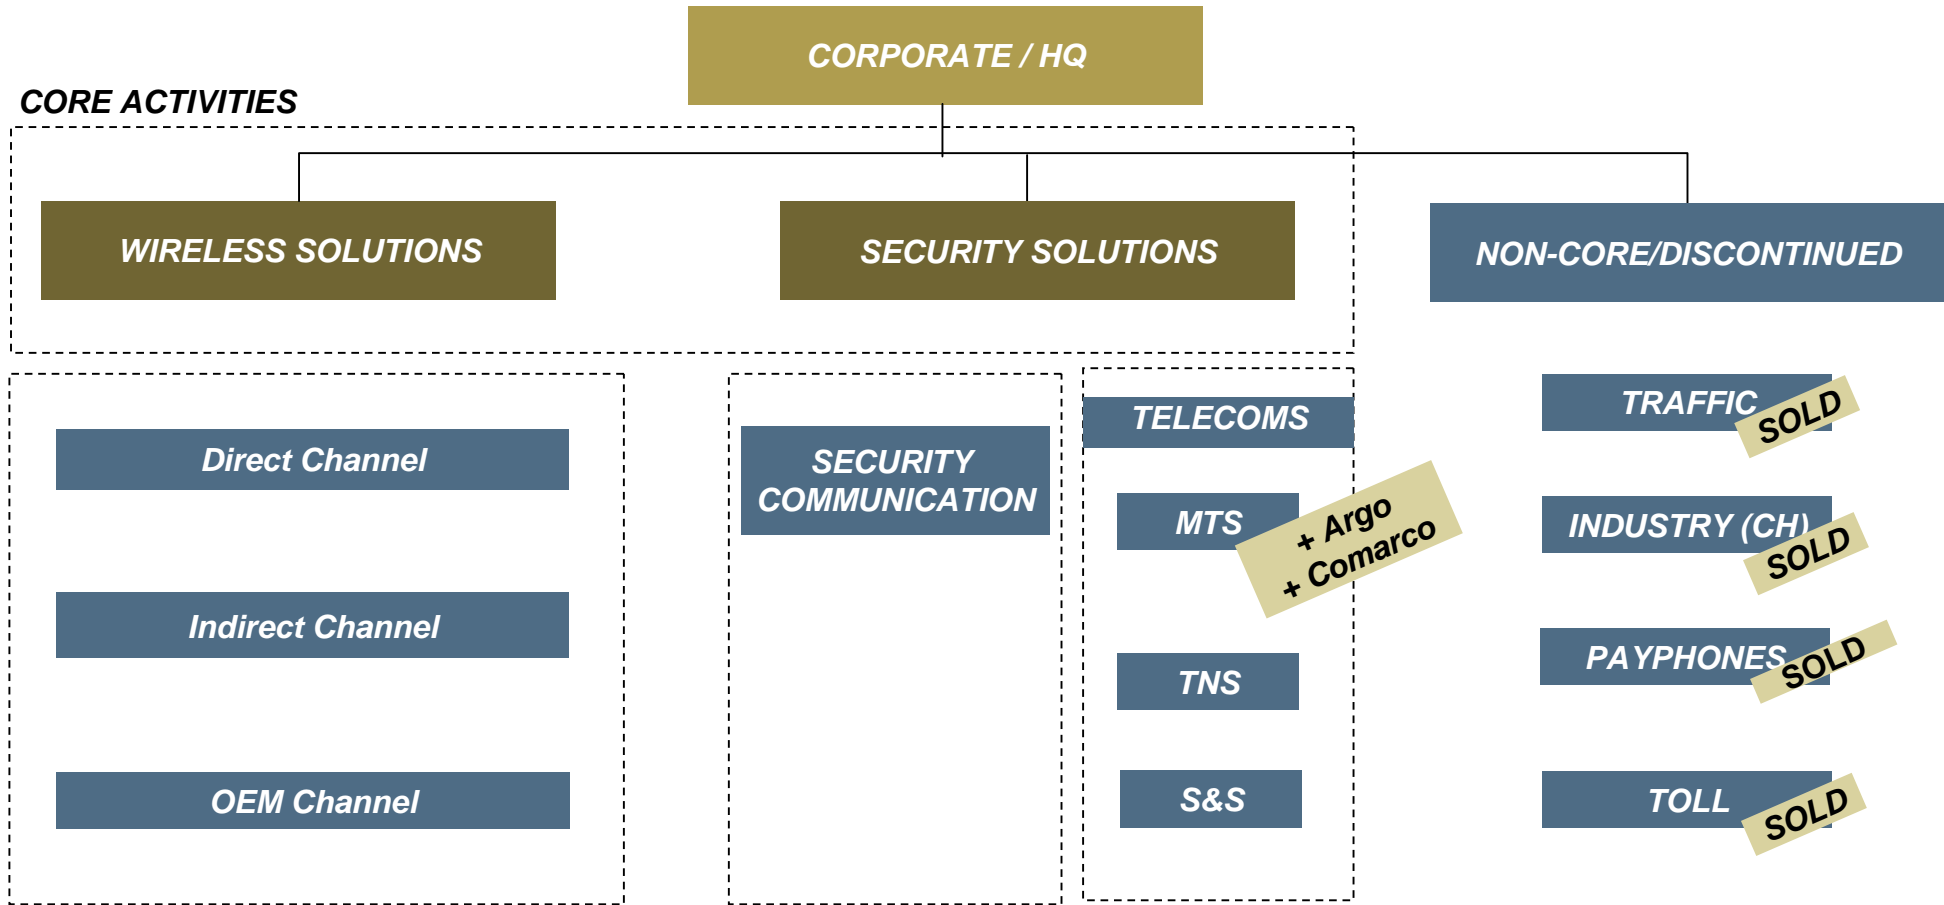 CORPORATE / HQ
CORE ACTIVITIES
WIRELESS SOLUTIONS
SECURITY SOLUTIONS
NON-CORE/DISCONTINUED
Direct Channel
Indirect Channel
OEM Channel
SECURITY
COMMUNICATION
TELECOMS
MTS
+ Argo
+ Comarco
TNS
S&S
TRAFFIC
SOLD
INDUSTRY (CH)
SOLD
PAYPHONES
SOLD
TOLL
SOLD